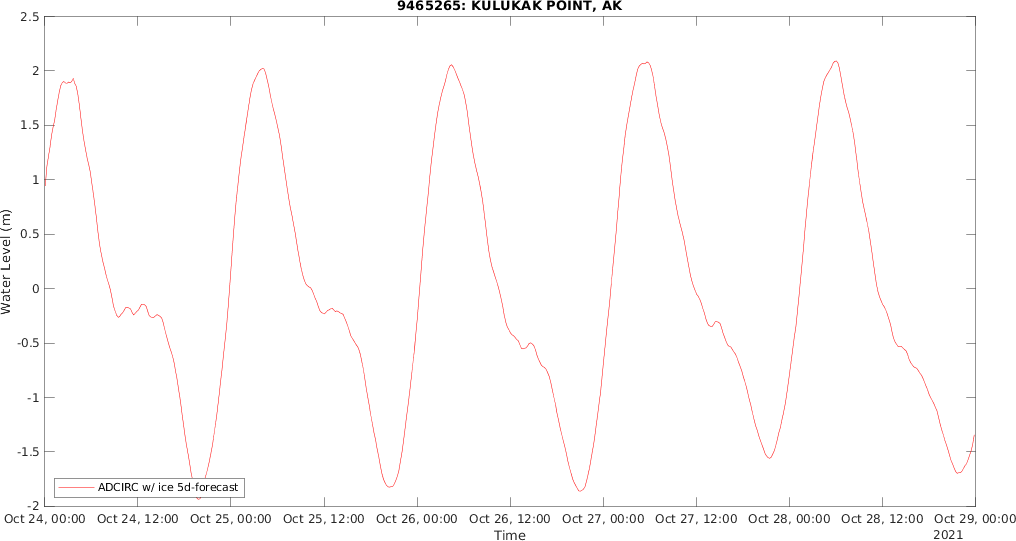 9465265: KULUKAK POINT, AK
2.5
2
1.5
1
0.5
0
-0.5
-1
-1.5
-2
Water Level (m)
ADCIRC w/ ice 5d-forecast
Oct 24, 00:00 Oct 24, 12:00 Oct 25, 00:00 Oct 25, 12:00 Oct 26, 00:00 Oct 26, 12:00 Oct 27, 00:00 Oct 27, 12:00 Oct 28, 00:00 Oct 28, 12:00 Oct 29, 00:00
Time
2021